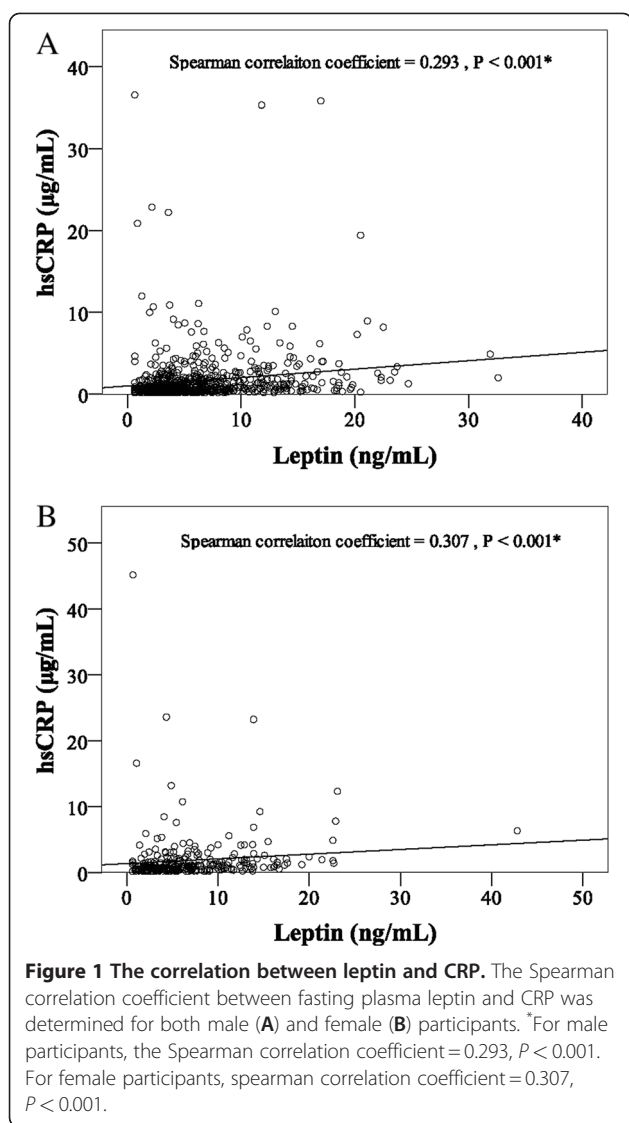 A
Spearman correlaiton coefficient = 0.293 , P < 0.001*
40
30
20
10
0
hsCRP (µg/mL)
0 10 20 30 40
Leptin (ng/mL)
B
Spearman correlaiton coefficient = 0.307 , P < 0.001*
50
40
30
20
10
0
hsCRP (µg/mL)
0 10 20 30 40 50
Leptin (ng/mL)
Figure 1 The correlation between leptin and CRP. The Spearman
correlation coefficient between fasting plasma leptin and CRP was
determined for both male (A) and female (B) participants. *For male
participants, the Spearman correlation coefficient = 0.293, P < 0.001.
For female participants, spearman correlation coefficient = 0.307,
P < 0.001.